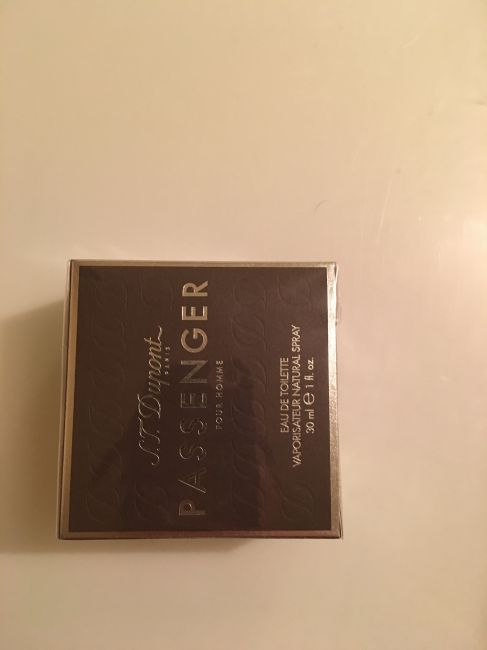 S.T. Dupont
PARIS
PASSENGER
POUR HOMME
EAU DE TOILETTE
VAPORISATEUR NATURAL SPRAY
30 ml ℮ 1 fl. oz.